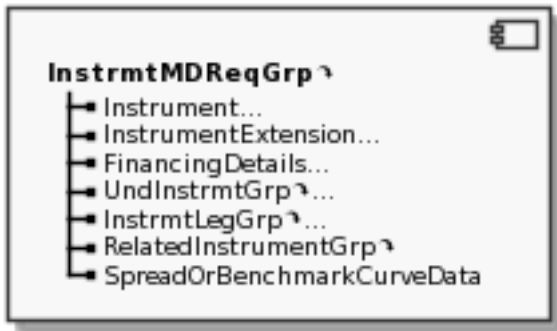 InstrmtMDReqGrp
Instrument...
InstrumentExtension...
FinancingDetails...
UndInstrmtGrp...
InstrmtLegGrp...
RelatedInstrumentGrp
SpreadOrBenchmarkCurveData